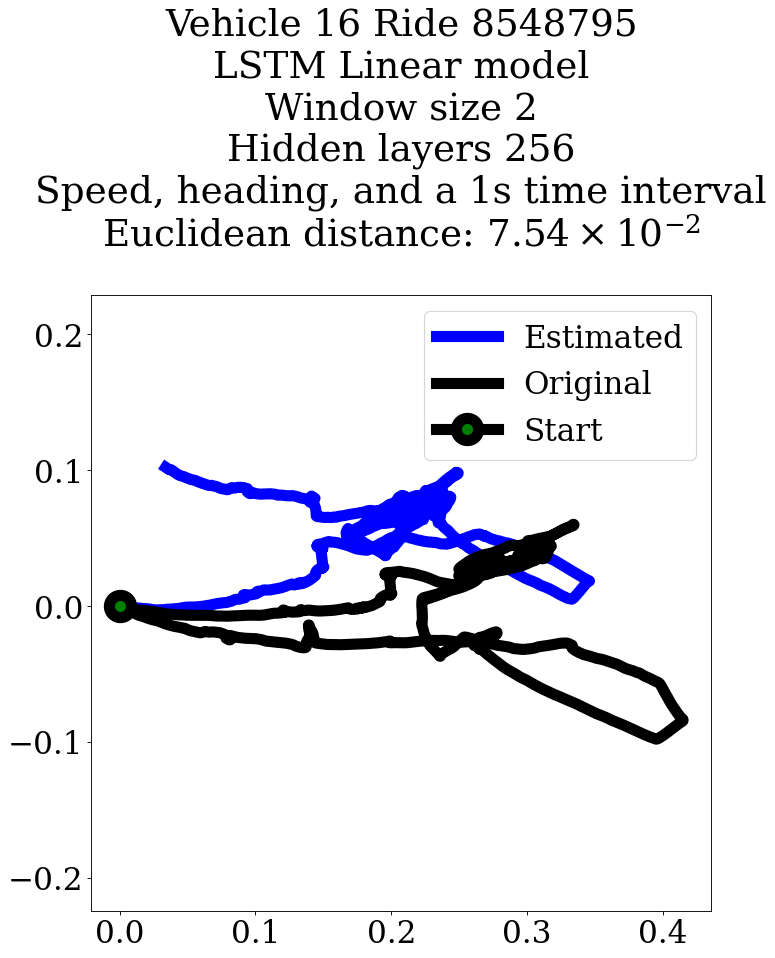 Vehicle 16 Ride 8548795
LSTM Linear model
Window size 2
Hidden layers 256
Speed, heading, and a 1s time interval
Euclidean distance: 7.54 × 10⁻²
Estimated
Original
Start
0.2
0.1
0.0
−0.1
−0.2
0.0 0.1 0.2 0.3 0.4